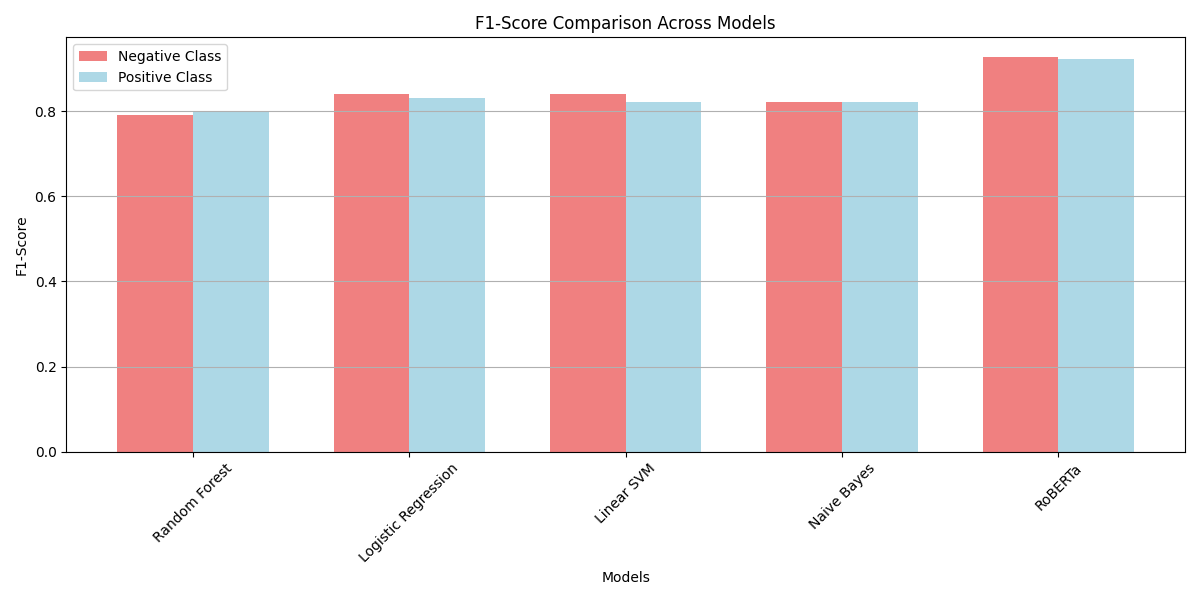 F1-Score Comparison Across Models
Negative Class
Positive Class
F1-Score
0.8
0.6
0.4
0.2
0.0
Random Forest
Logistic Regression
Linear SVM
Naive Bayes
RoBERTa
Models